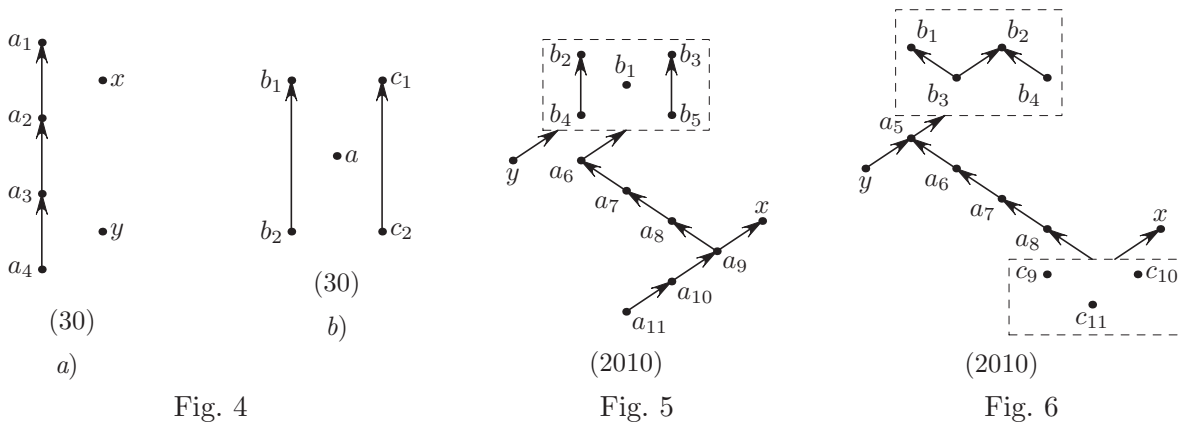 a₁
x
a₂
a₃
y
a₄
(30)
a)
b₁
c₁
a
b₂
c₂
(30)
b)
Fig. 4
b₂
b₁
b₃
b₄
b₅
y
a₆
a₇
a₈
x
a₉
a₁₀
a₁₁
(2010)
Fig. 5
b₁
b₂
b₃
b₄
a₅
y
a₆
a₇
a₈
x
c₉
c₁₀
c₁₁
(2010)
Fig. 6